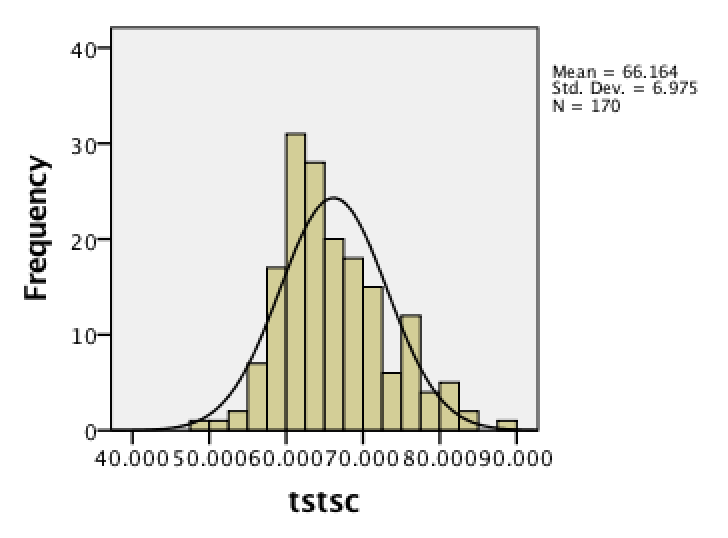 40
30
20
10
0
Frequency
40.000 50.000 60.000 70.000 80.000 90.000
tstsc
Mean = 66.164
Std. Dev. = 6.975
N = 170